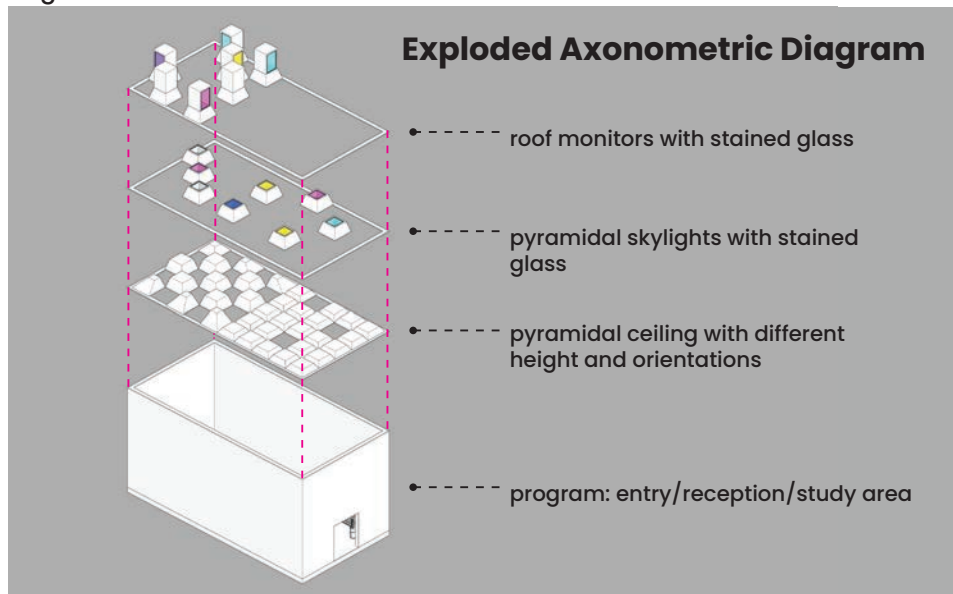 Exploded Axonometric Diagram
roof monitors with stained glass
pyramidal skylights with stained
glass
pyramidal ceiling with different
height and orientations
program: entry/reception/study area